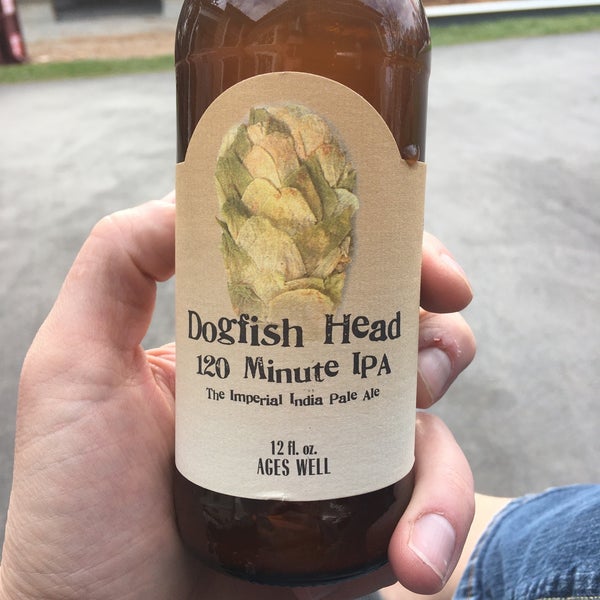 Dogfish Head
120 Minute IPA
The Imperial India Pale Ale
12 fl. oz.
AGES WELL